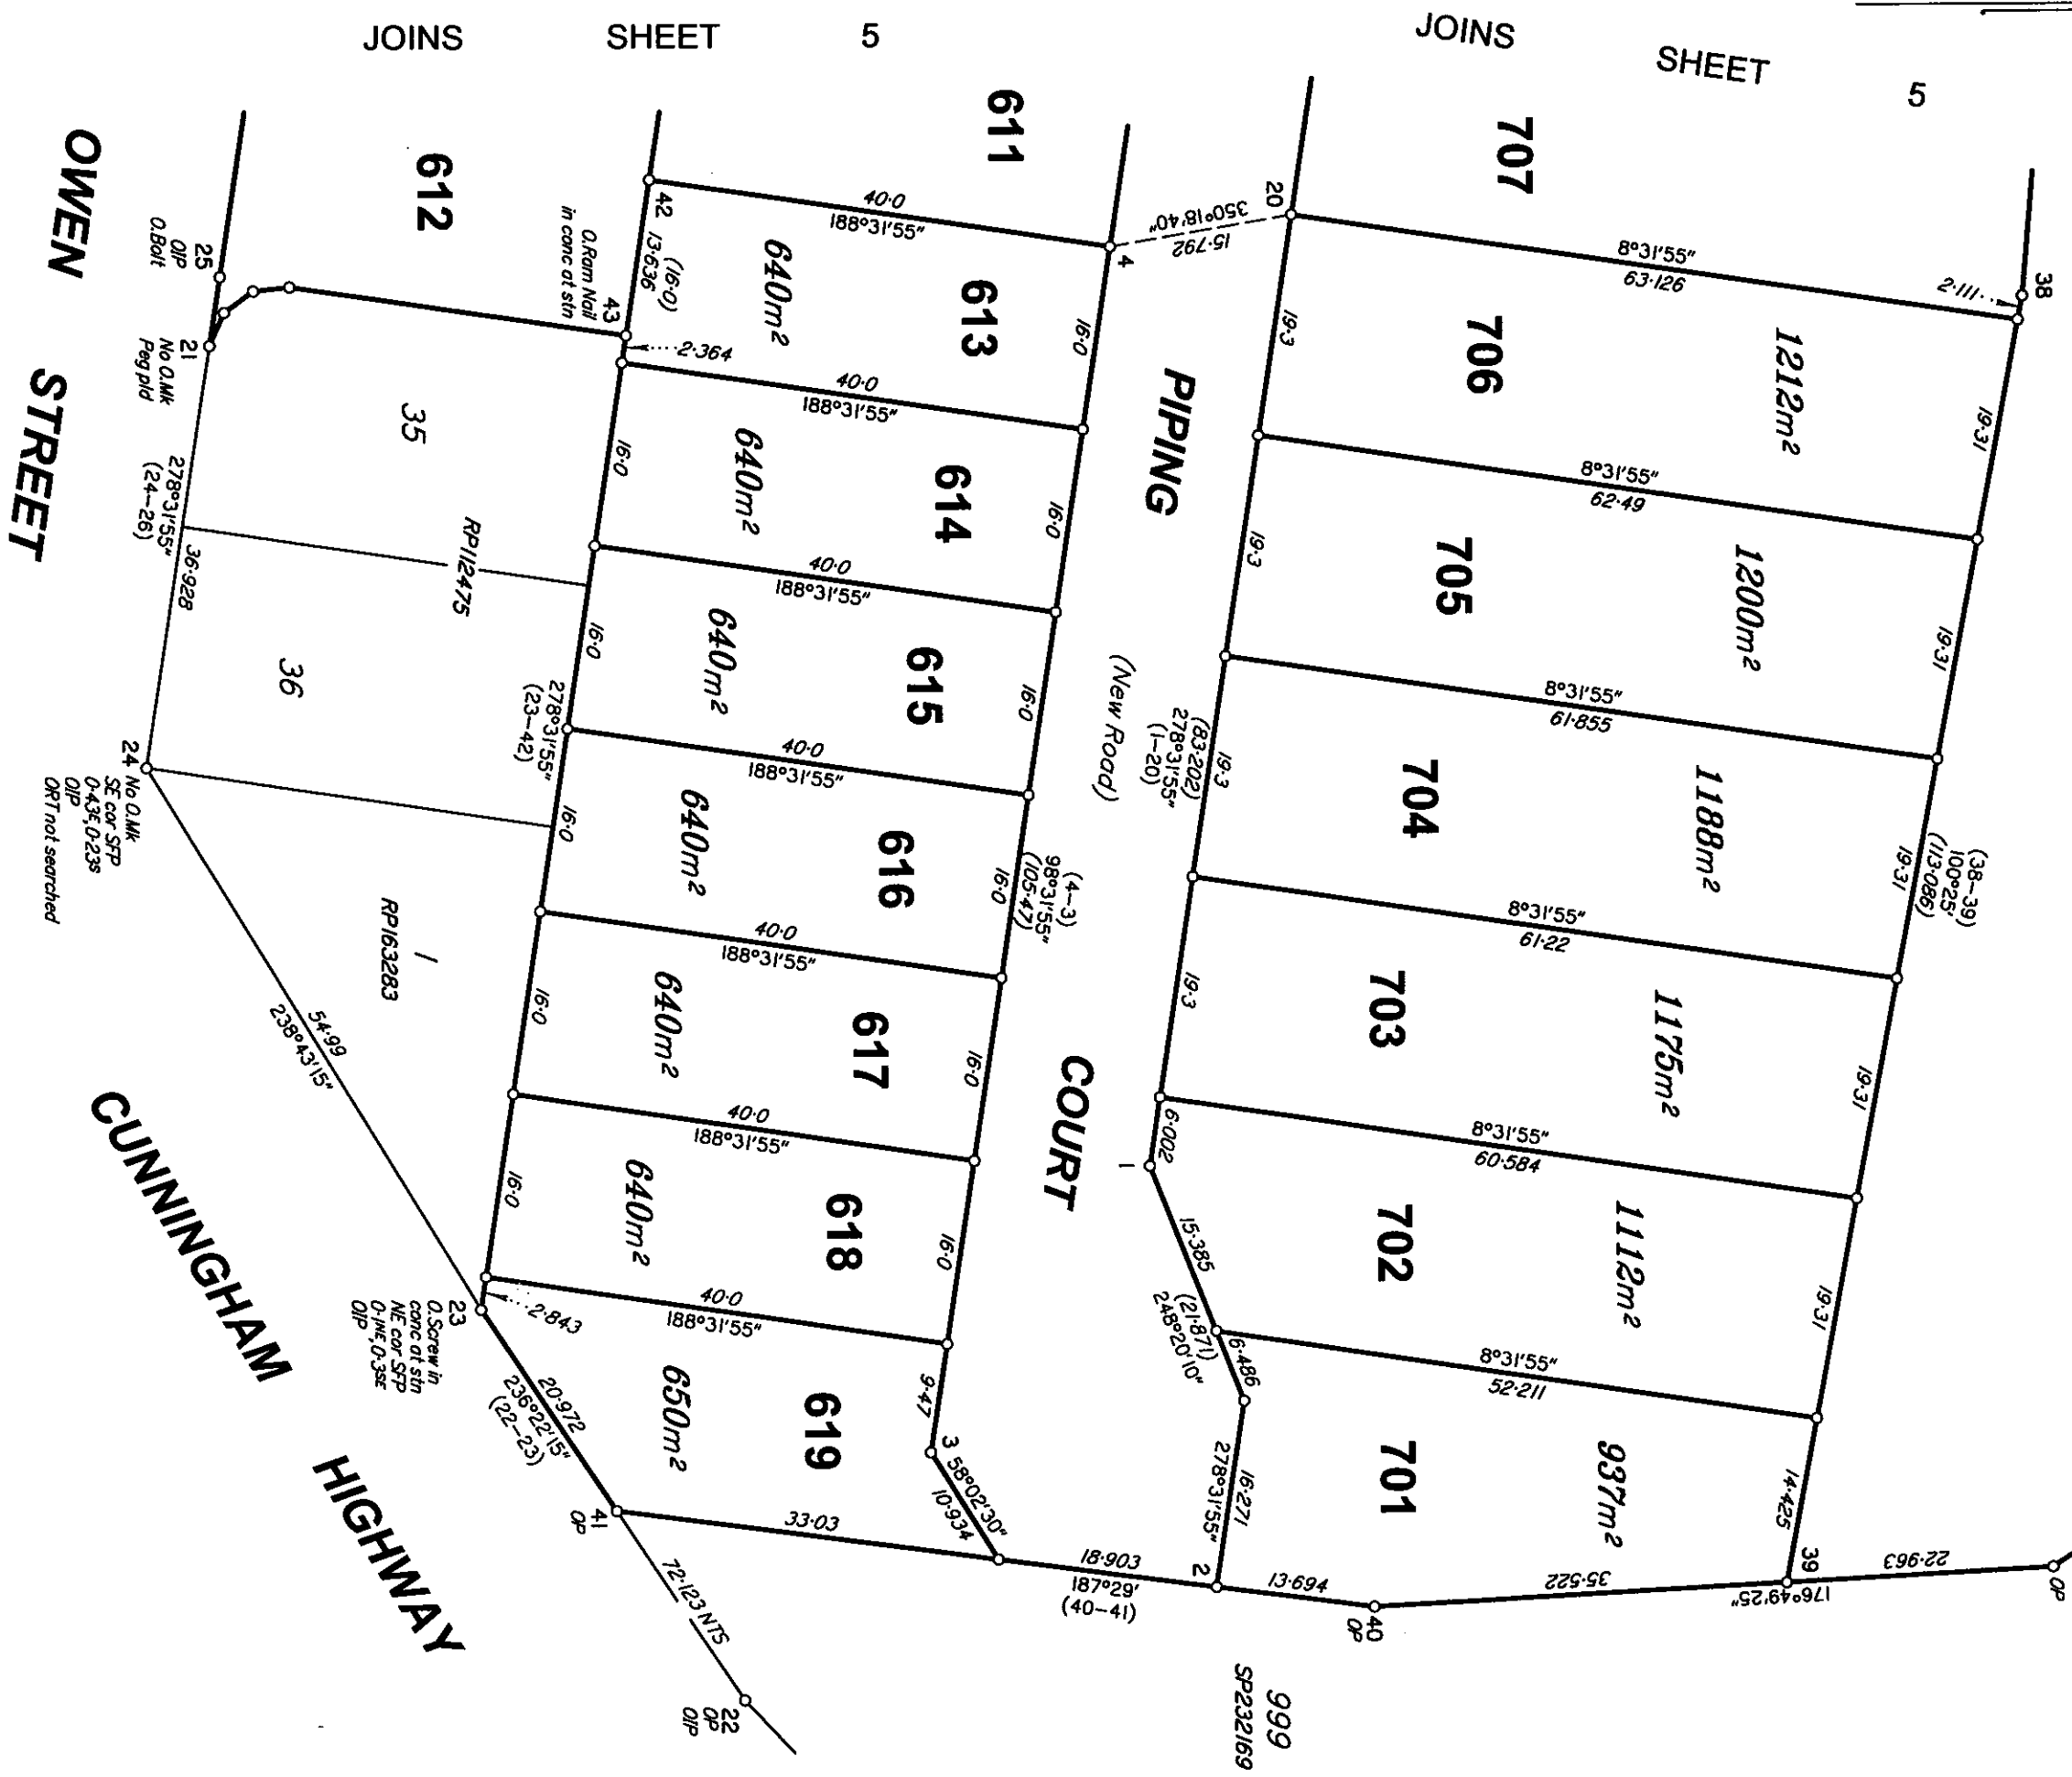 JOINS SHEET 5
JOINS SHEET 5
707
38
20
8°31'55"
63·126
2·111
706
1212m²
19·3
19·31
8°31'55"
62·49
705
1200m²
19·3
19·31
8°31'55"
61·855
704
1188m²
19·3
(83·202)
278°31'55"
(1–20)
19·31
(38–39)
100°25'
(113·086)
8°31'55"
61·22
703
1175m²
19·3
19·31
8°31'55"
60·584
702
1112m²
6·002
1
15·385
(21·871)
248°20'10"
6·486
19·31
8°31'55"
52·211
701
937m²
16·271
278°31'55"
14·425
39
2
13·694
40
OP
35·522
176°49'25"
22·963
OP
999
SP232169
350°18'40"
15·792
PIPING
COURT
(New Road)
611
4
42
40·0
188°31'55"
613
640m²
16·0
13·636
(16·0)
43
O.Ram Nail
in conc at stn
2·364
40·0
188°31'55"
614
640m²
16·0
16·0
40·0
188°31'55"
615
640m²
16·0
16·0
278°31'55"
(23–42)
40·0
188°31'55"
616
640m²
16·0
16·0
(4–3)
98°31'55"
(105·47)
40·0
188°31'55"
617
640m²
16·0
16·0
40·0
188°31'55"
618
640m²
16·0
16·0
40·0
188°31'55"
619
650m²
9·47
3
58°02'30"
10·934
18·903
187°29'
(40–41)
33·03
41
OP
2·843
23
O.Screw in
conc at stn
NE cor SFP
0·1NE,0·3SE
OIP
20·972
236°22'15"
(22–23)
72·123 NTS
22
OP
OIP
612
25
OIP
O.Bolt
21
No O.Mk
Peg pld
35
RP112475
278°31'55"
(24–26)
36·928
36
24
No O.Mk
SE cor SFP
0·43E,0·23S
OIP
ORT not searched
1
RP163283
54·99
238°43'15"
OWEN STREET
CUNNINGHAM HIGHWAY